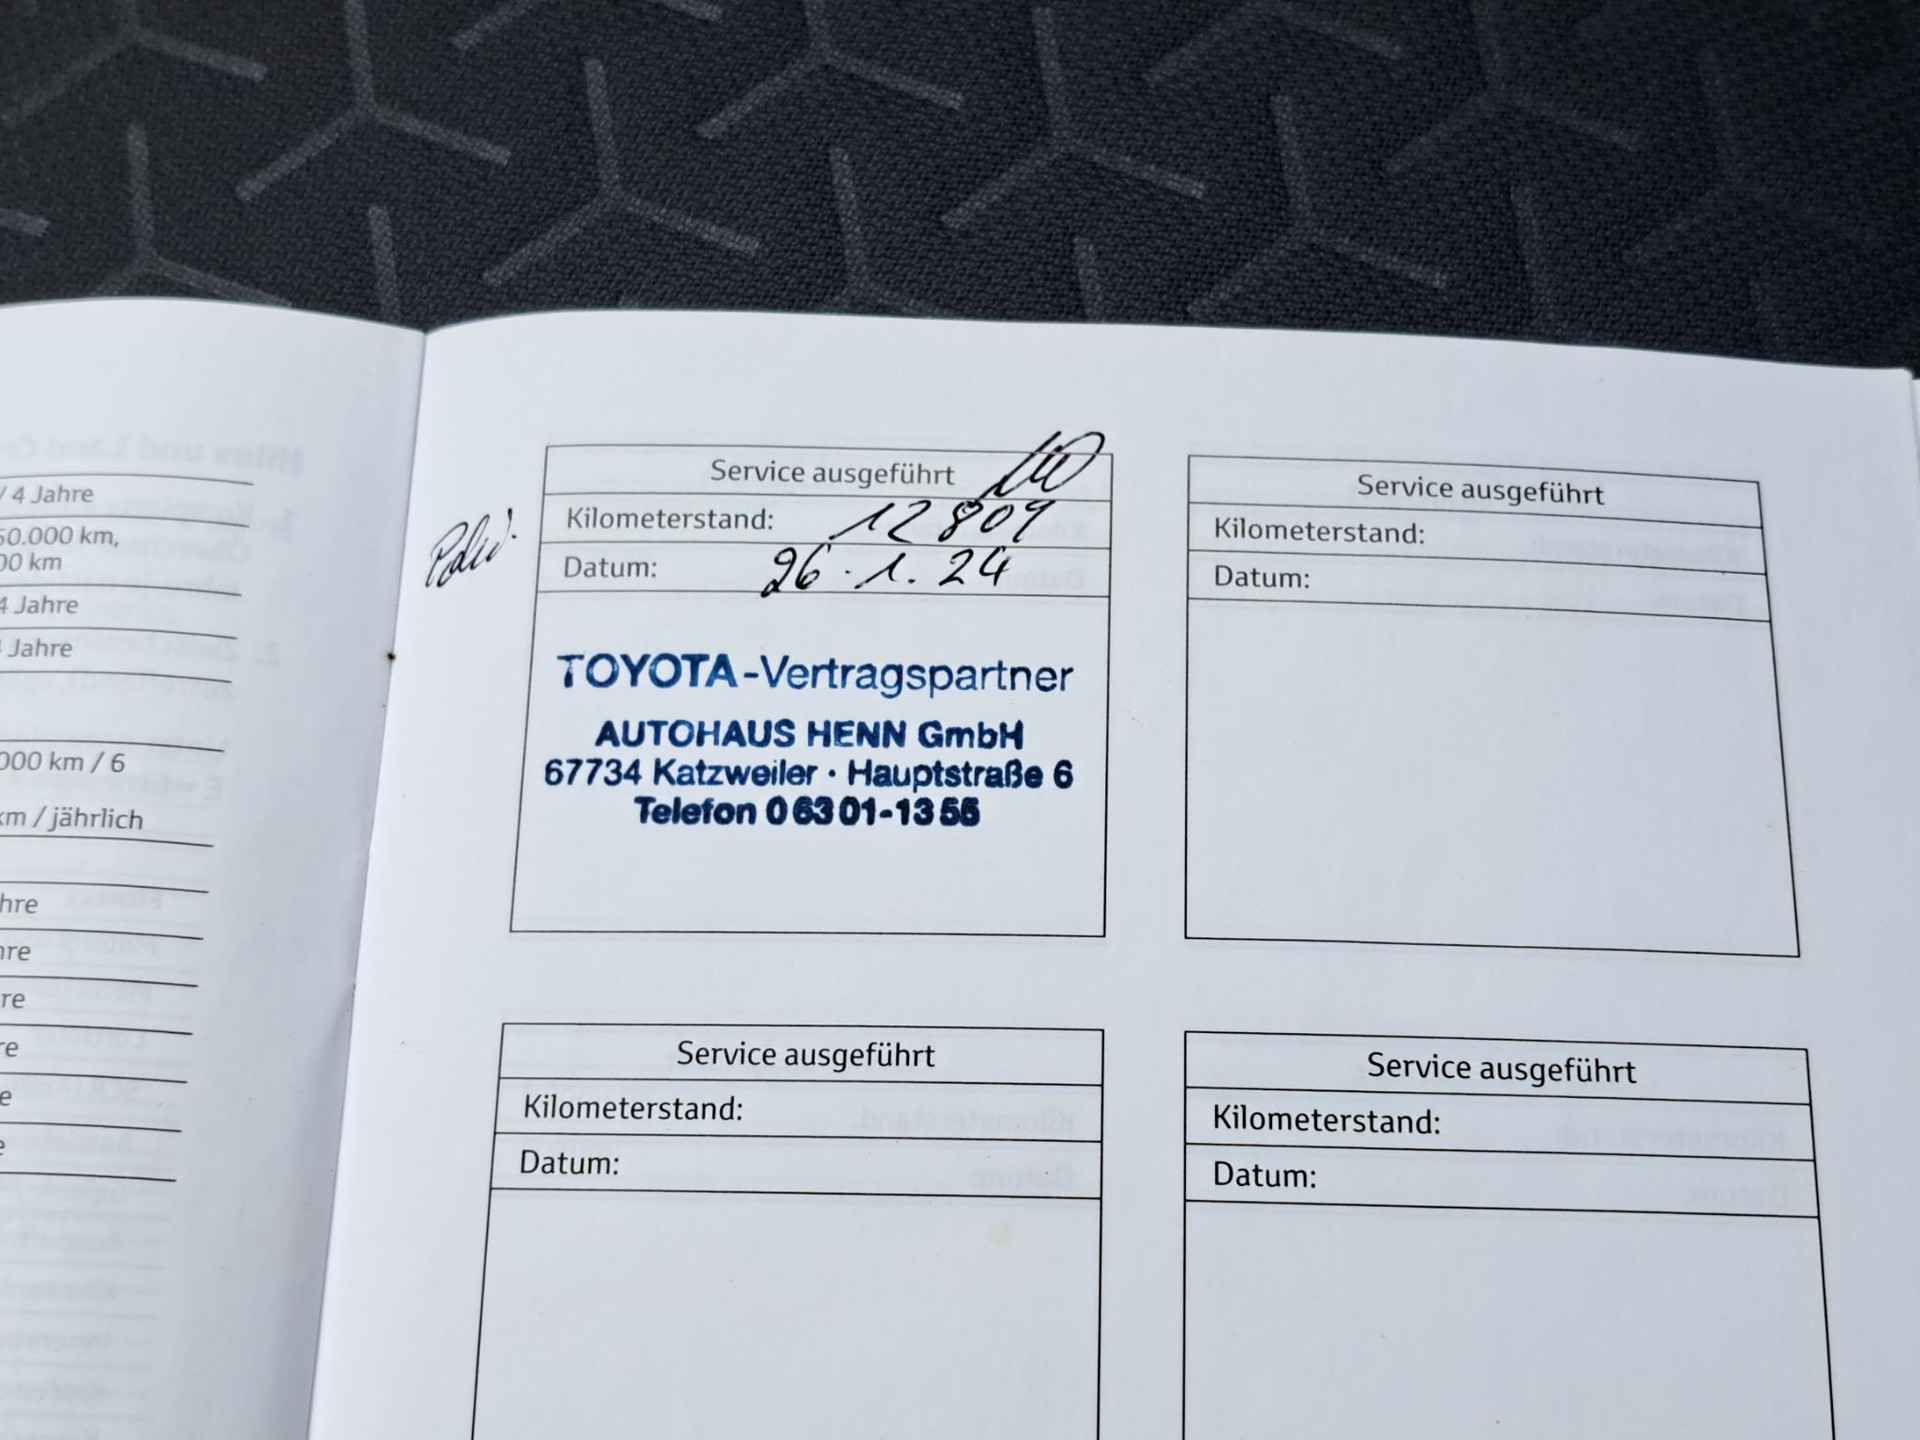 / 4 Jahre
50.000 km,
00 km
4 Jahre
Jahre
000 km / 6
km / jährlich
hre
hre
re
re
e
e
Service ausgeführt
Kilometerstand: 12809
Datum: 26.1.24
TOYOTA-Vertragspartner
AUTOHAUS HENN GmbH
67734 Katzweiler · Hauptstraße 6
Telefon 06301-1355
Service ausgeführt
Kilometerstand:
Datum:
Service ausgeführt
Kilometerstand:
Datum:
Service ausgeführt
Kilometerstand:
Datum: